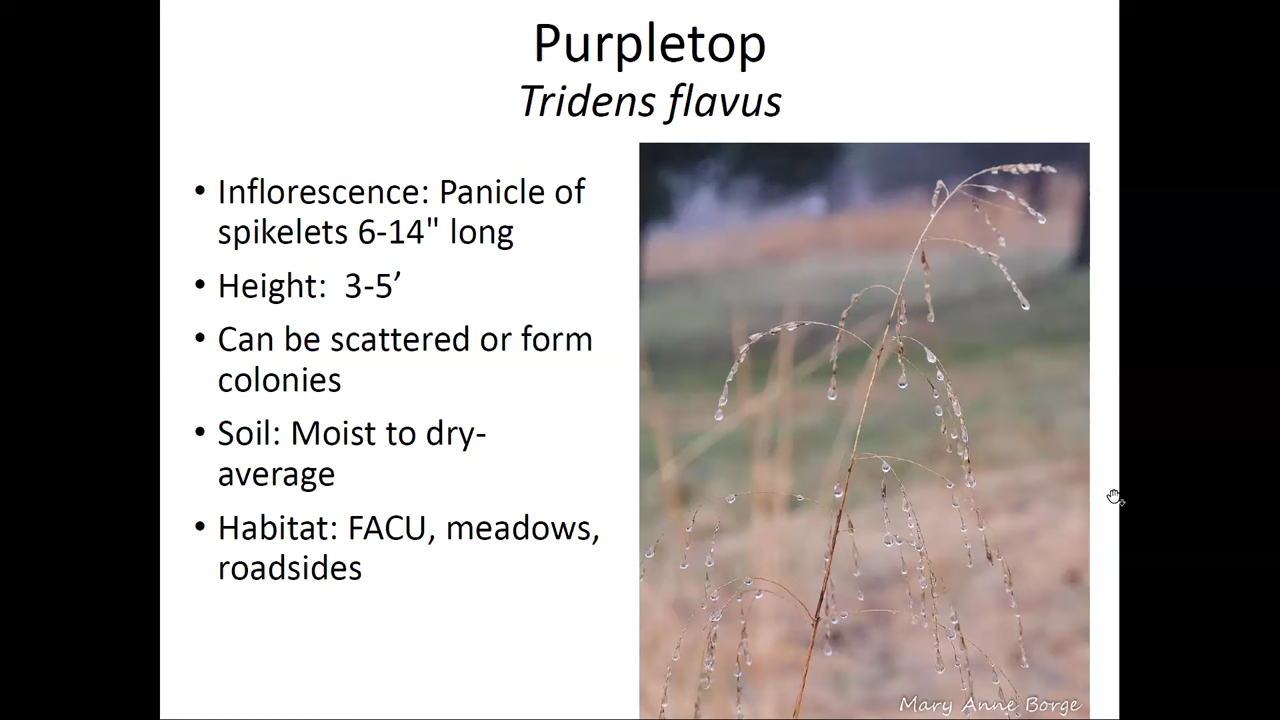 Purpletop
Tridens flavus
• Inflorescence: Panicle of
spikelets 6-14" long
• Height:  3-5’
• Can be scattered or form
colonies
• Soil: Moist to dry-
average
• Habitat: FACU, meadows,
roadsides
Mary Anne Borge